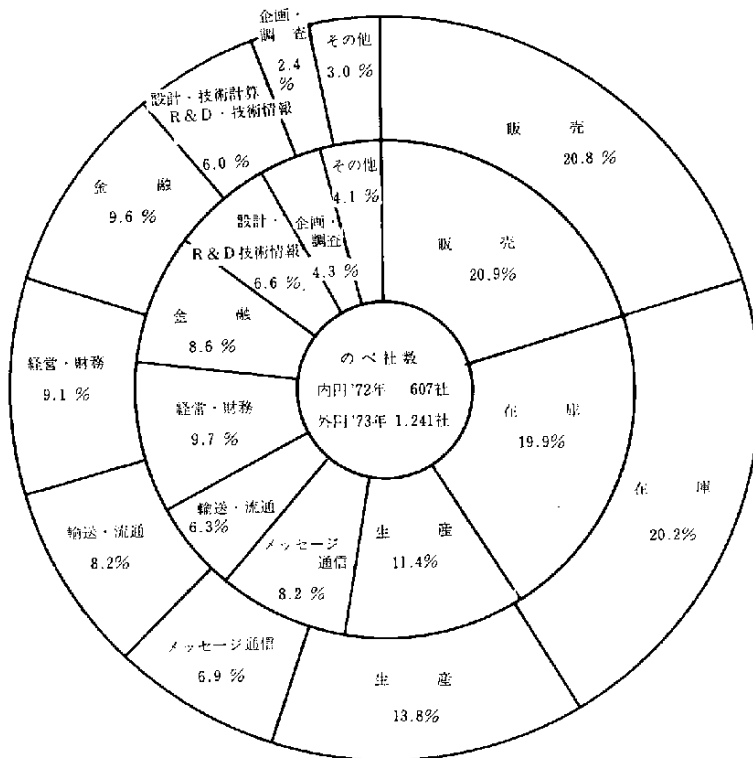 企画・
調査
2.4
%
その他
3.0 %
設計・技術計算
R&D・技術情報
6.0 %
金融
9.6 %
経営・財務
9.1 %
輸送・流通
8.2%
メッセージ通信
6.9 %
生産
13.8%
在庫
20.2%
販売
20.8 %
その他
4.1 %
企画・
調査
4.3 %
設計・
R&D技術情報
6.6 %
金融
8.6 %
経営・財務
9.7 %
輸送・流通
6.3%
メッセージ
通信
8.2 %
生産
11.4%
在庫
19.9%
販売
20.9%
のべ社数
内円'72年 607社
外円'73年 1.241社